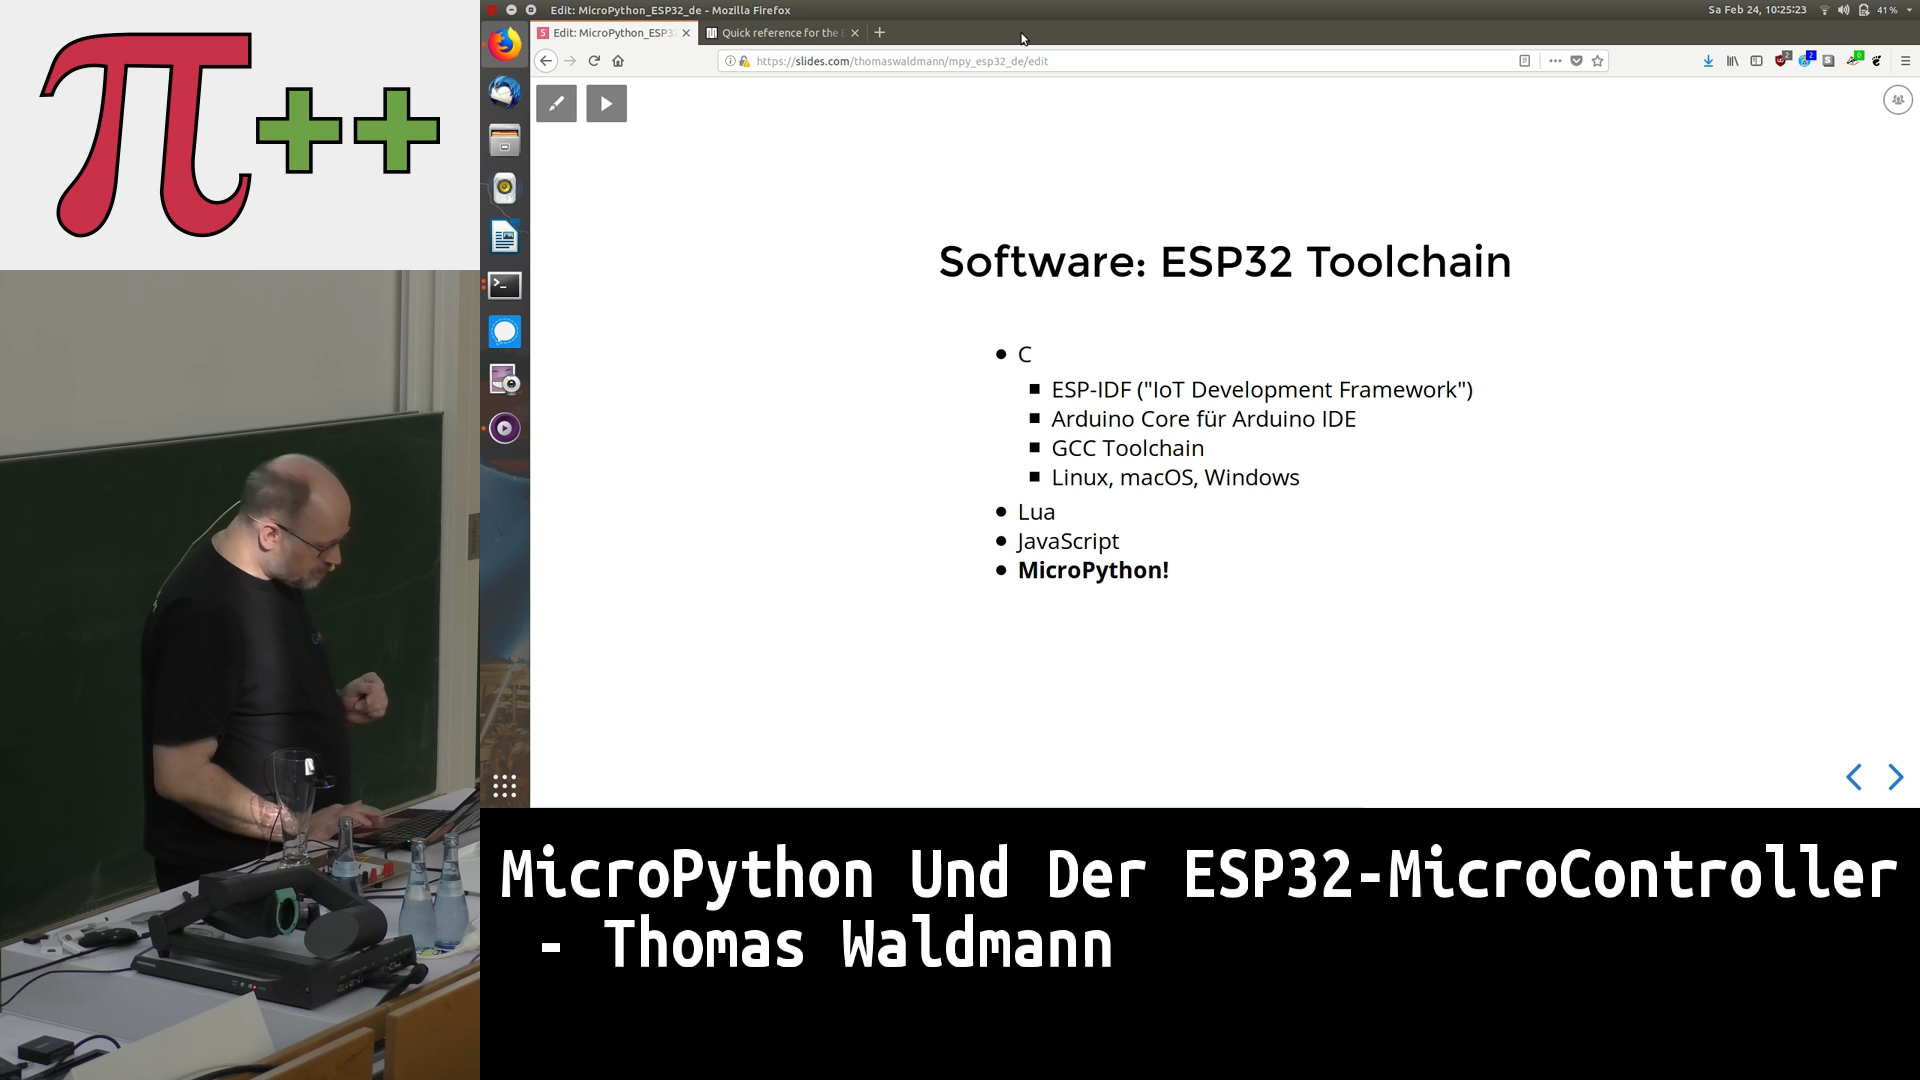 π++
Edit: MicroPython_ESP32_de - Mozilla Firefox
Sa Feb 24, 10:25:23
41 %
Edit: MicroPython_ESP32
Quick reference for the
https://slides.com/thomaswaldmann/mpy_esp32_de/edit
Software: ESP32 Toolchain
C
ESP-IDF ("IoT Development Framework")
Arduino Core für Arduino IDE
GCC Toolchain
Linux, macOS, Windows
Lua
JavaScript
MicroPython!
MicroPython Und Der ESP32-MicroController
- Thomas Waldmann